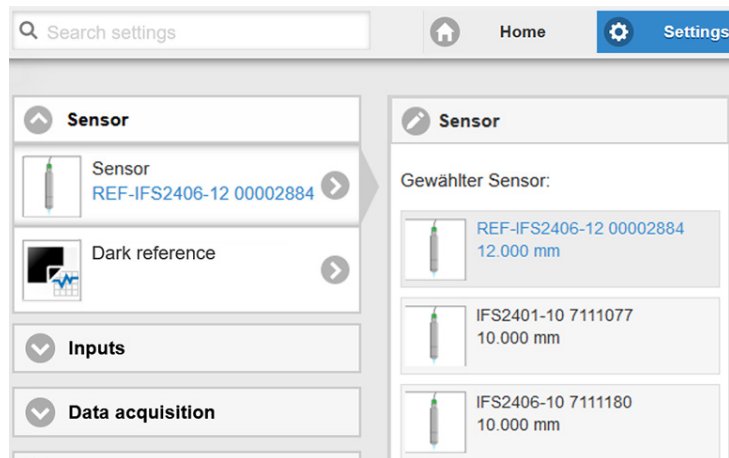 Search settings
Home
Settings
Sensor
Sensor
REF-IFS2406-12 00002884
Dark reference
Inputs
Data acquisition
Sensor
Gewählter Sensor:
REF-IFS2406-12 00002884
12.000 mm
IFS2401-10 7111077
10.000 mm
IFS2406-10 7111180
10.000 mm